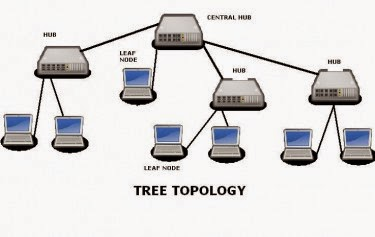 CENTRAL HUB
HUB
LEAF
NODE
HUB
HUB
LEAF NODE
TREE TOPOLOGY